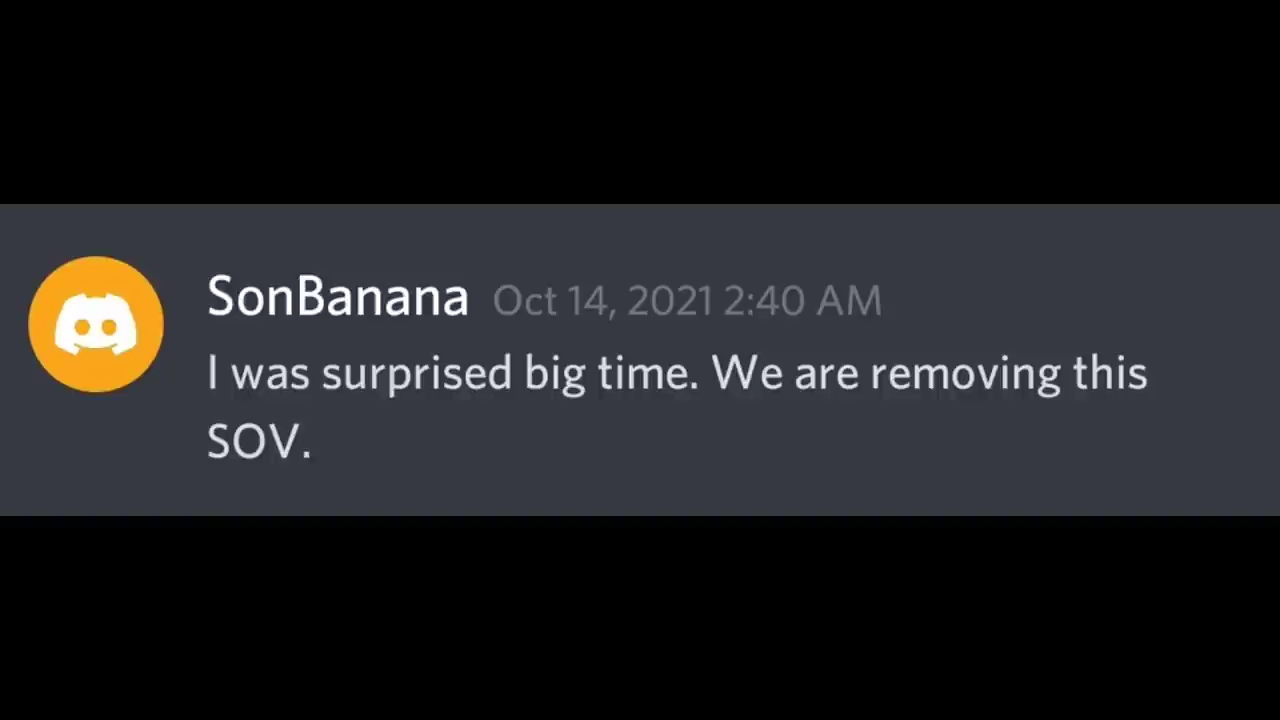 SonBanana Oct 14, 2021 2:40 AM
I was surprised big time. We are removing this
SOV.